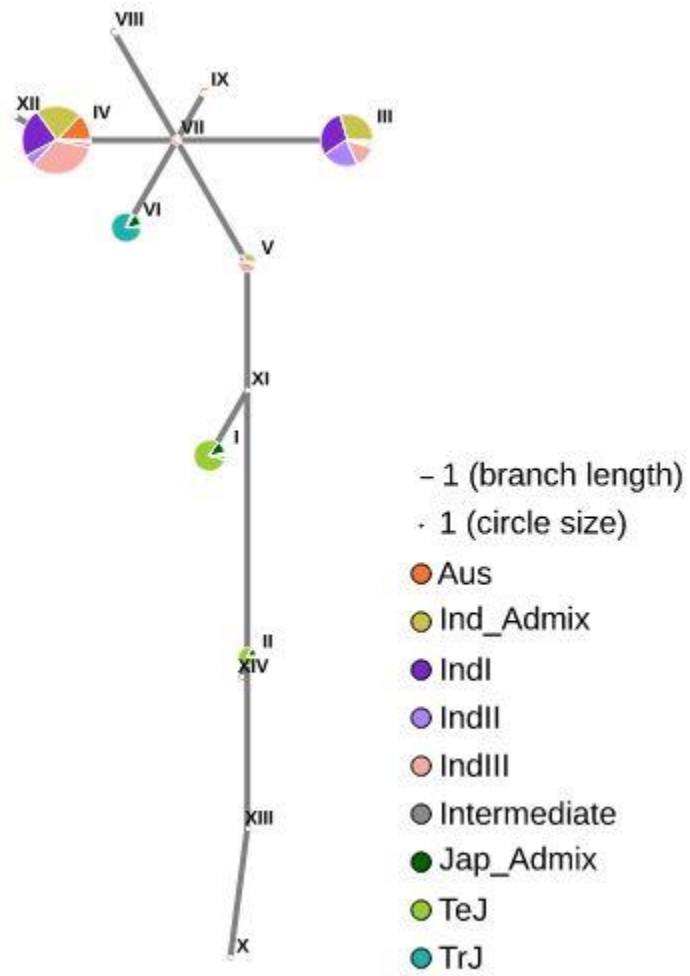 VIII
IX
XII
IV
VII
III
VI
V
XI
I
II
XIV
XIII
X
1 (branch length)
1 (circle size)
Aus
Ind_Admix
IndI
IndII
IndIII
Intermediate
Jap_Admix
TeJ
TrJ